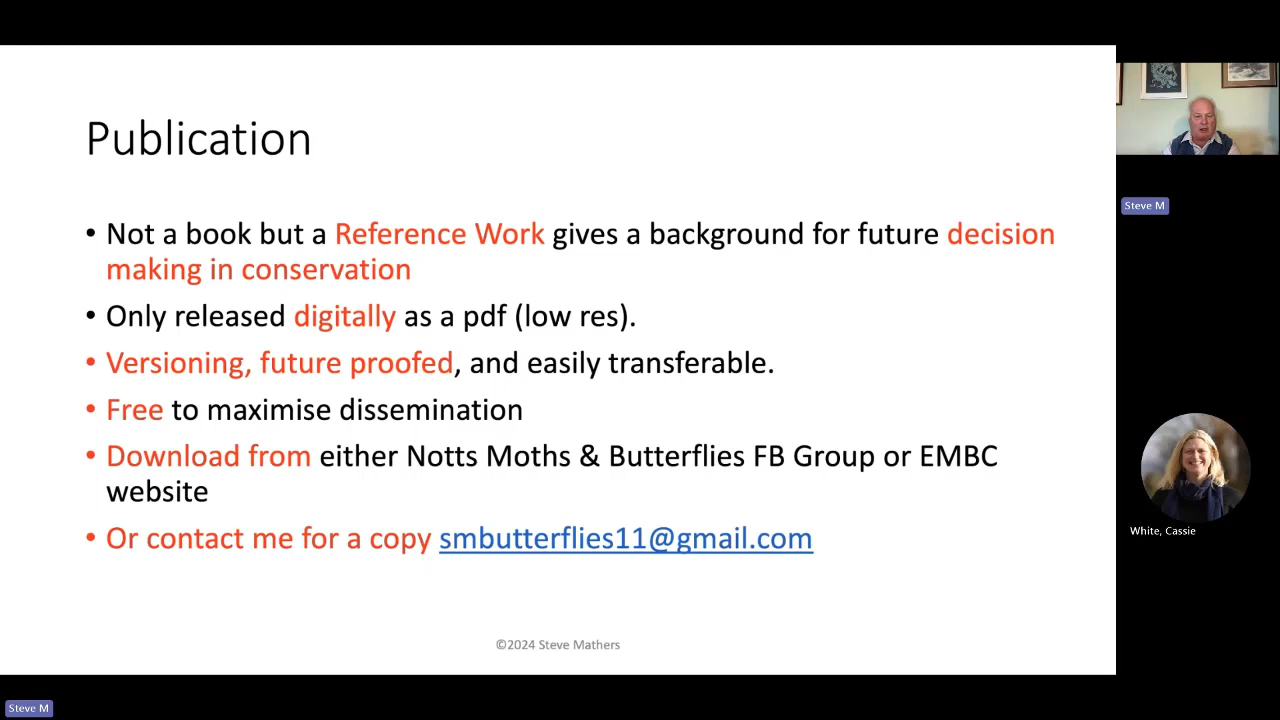 Publication
• Not a book but a Reference Work gives a background for future decision
making in conservation
• Only released digitally as a pdf (low res).
• Versioning, future proofed, and easily transferable.
• Free to maximise dissemination
• Download from either Notts Moths & Butterflies FB Group or EMBC
website
• Or contact me for a copy smbutterflies11@gmail.com
©2024 Steve Mathers
Steve M
White, Cassie
Steve M